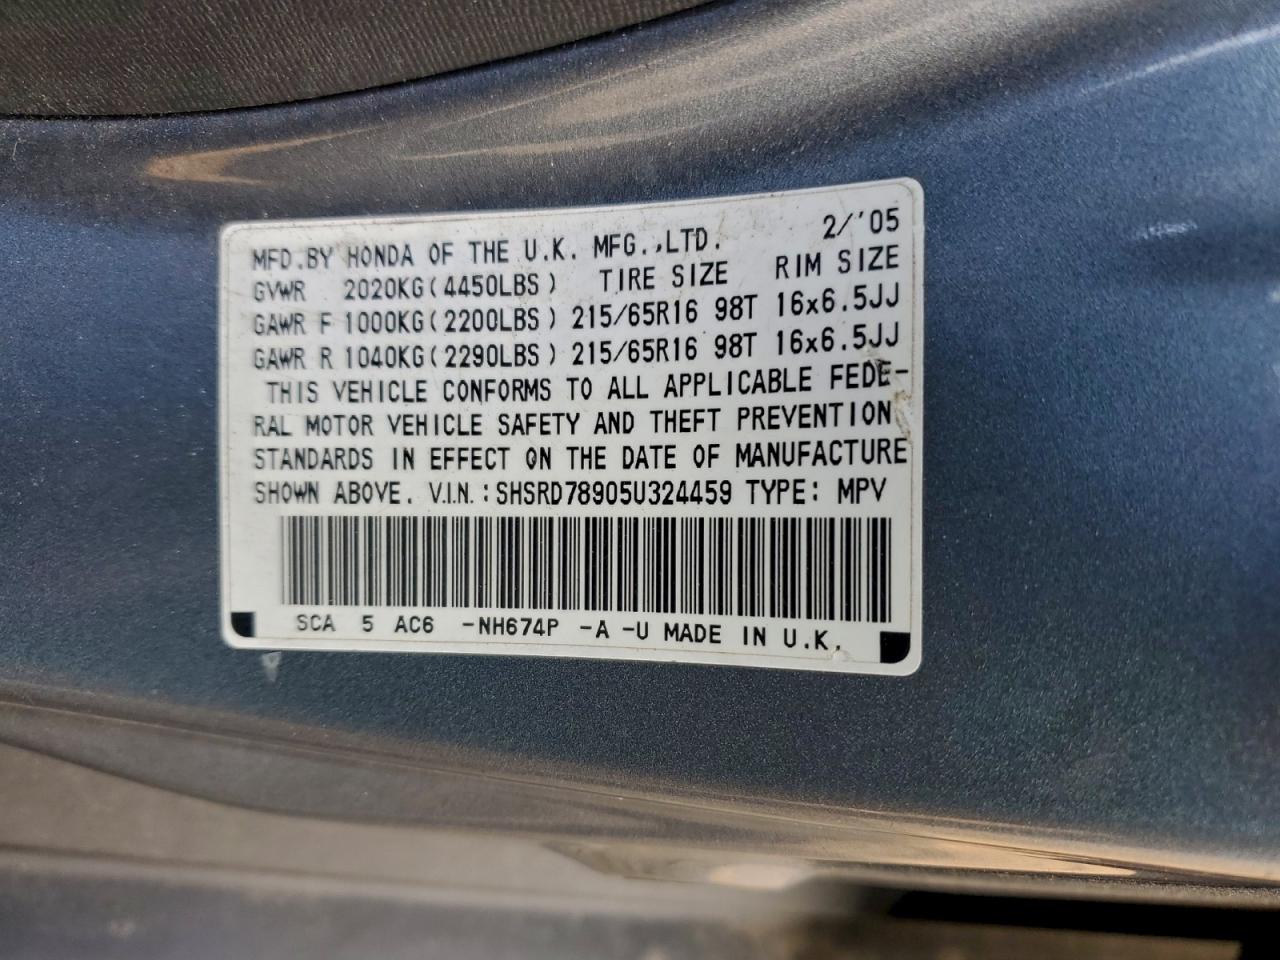 MFD.BY HONDA OF THE U.K. MFG.,LTD. 2/'05
GVWR 2020KG(4450LBS) TIRE SIZE RIM SIZE
GAWR F 1000KG(2200LBS) 215/65R16 98T 16x6.5JJ
GAWR R 1040KG(2290LBS) 215/65R16 98T 16x6.5JJ
THIS VEHICLE CONFORMS TO ALL APPLICABLE FEDE-
RAL MOTOR VEHICLE SAFETY AND THEFT PREVENTION
STANDARDS IN EFFECT ON THE DATE OF MANUFACTURE
SHOWN ABOVE. V.I.N.:SHSRD78905U324459 TYPE: MPV
SCA 5 AC6 -NH674P -A -U MADE IN U.K.